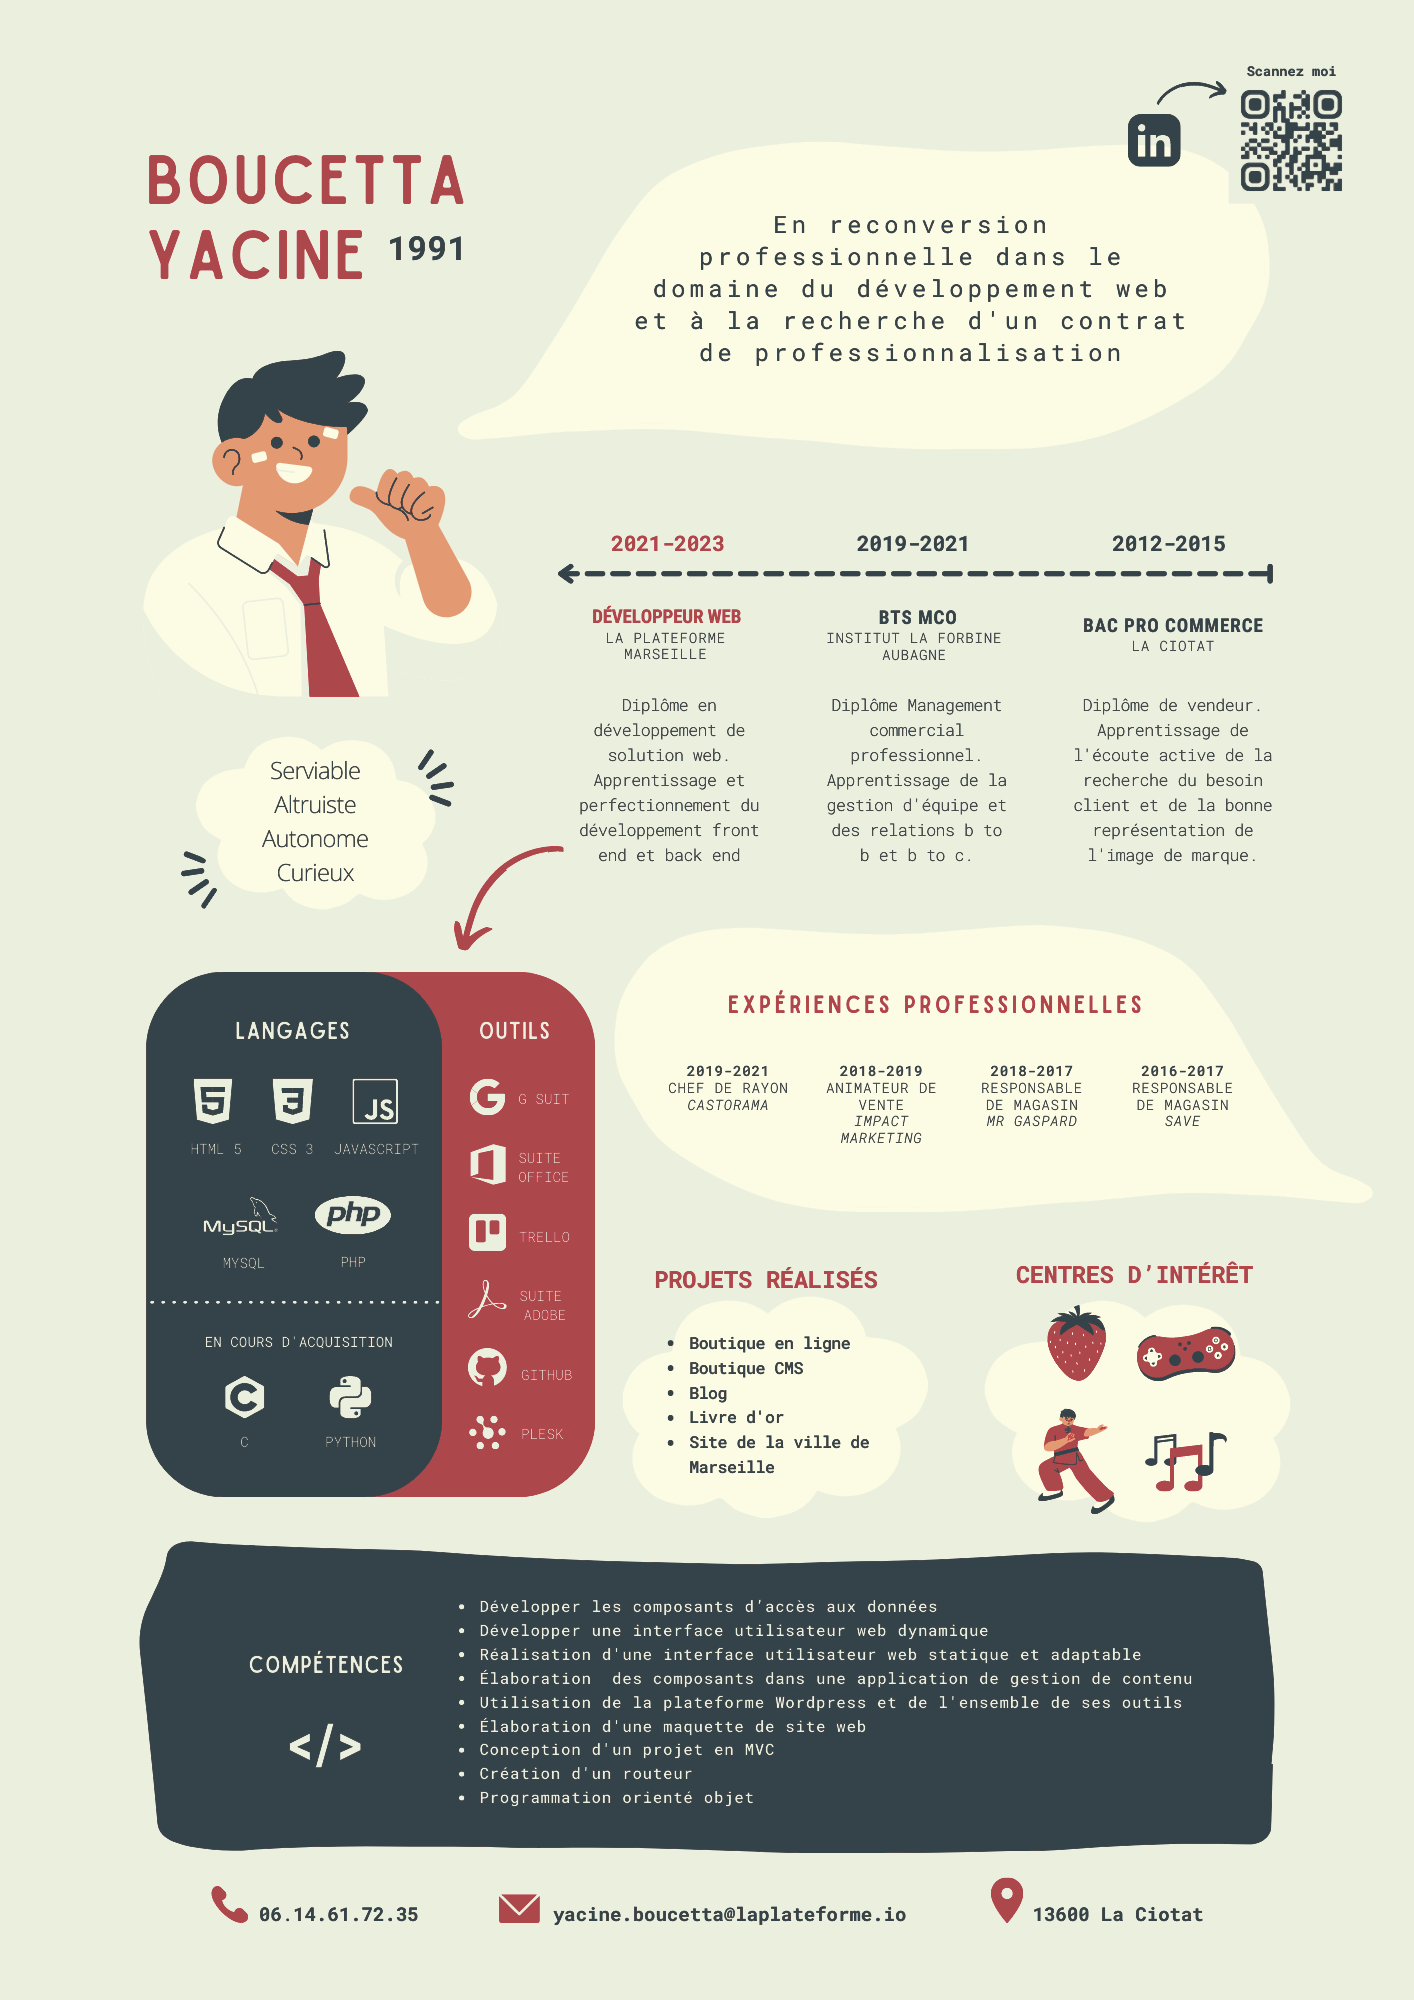 Scannez moi
in
BOUCETTA
YACINE 1991
En reconversion
professionnelle dans le
domaine du développement web
et à la recherche d'un contrat
de professionnalisation
2021-2023
DÉVELOPPEUR WEB
LA PLATEFORME
MARSEILLE
Diplôme en
développement de
solution web.
Apprentissage et
perfectionnement du
développement front
end et back end
2019-2021
BTS MCO
INSTITUT LA FORBINE
AUBAGNE
Diplôme Management
commercial
professionnel.
Apprentissage de la
gestion d'équipe et
des relations b to
b et b to c.
2012-2015
BAC PRO COMMERCE
LA CIOTAT
Diplôme de vendeur.
Apprentissage de
l'écoute active de la
recherche du besoin
client et de la bonne
représentation de
l'image de marque.
Serviable
Altruiste
Autonome
Curieux
LANGAGES
5
3
JS
HTML 5
CSS 3
JAVASCRIPT
MySQL
php
MYSQL
PHP
EN COURS D'ACQUISITION
C
C
PYTHON
OUTILS
G
G SUIT
SUITE
OFFICE
TRELLO
SUITE
ADOBE
GITHUB
PLESK
EXPÉRIENCES PROFESSIONNELLES
2019-2021
CHEF DE RAYON
CASTORAMA
2018-2019
ANIMATEUR DE
VENTE
IMPACT
MARKETING
2018-2017
RESPONSABLE
DE MAGASIN
MR GASPARD
2016-2017
RESPONSABLE
DE MAGASIN
SAVE
PROJETS RÉALISÉS
• Boutique en ligne
• Boutique CMS
• Blog
• Livre d'or
• Site de la ville de
Marseille
CENTRES D’INTÉRÊT
COMPÉTENCES
</>
• Développer les composants d’accès aux données
• Développer une interface utilisateur web dynamique
• Réalisation d'une interface utilisateur web statique et adaptable
• Élaboration  des composants dans une application de gestion de contenu
• Utilisation de la plateforme Wordpress et de l'ensemble de ses outils
• Élaboration d'une maquette de site web
• Conception d'un projet en MVC
• Création d'un routeur
• Programmation orienté objet
06.14.61.72.35
yacine.boucetta@laplateforme.io
13600 La Ciotat